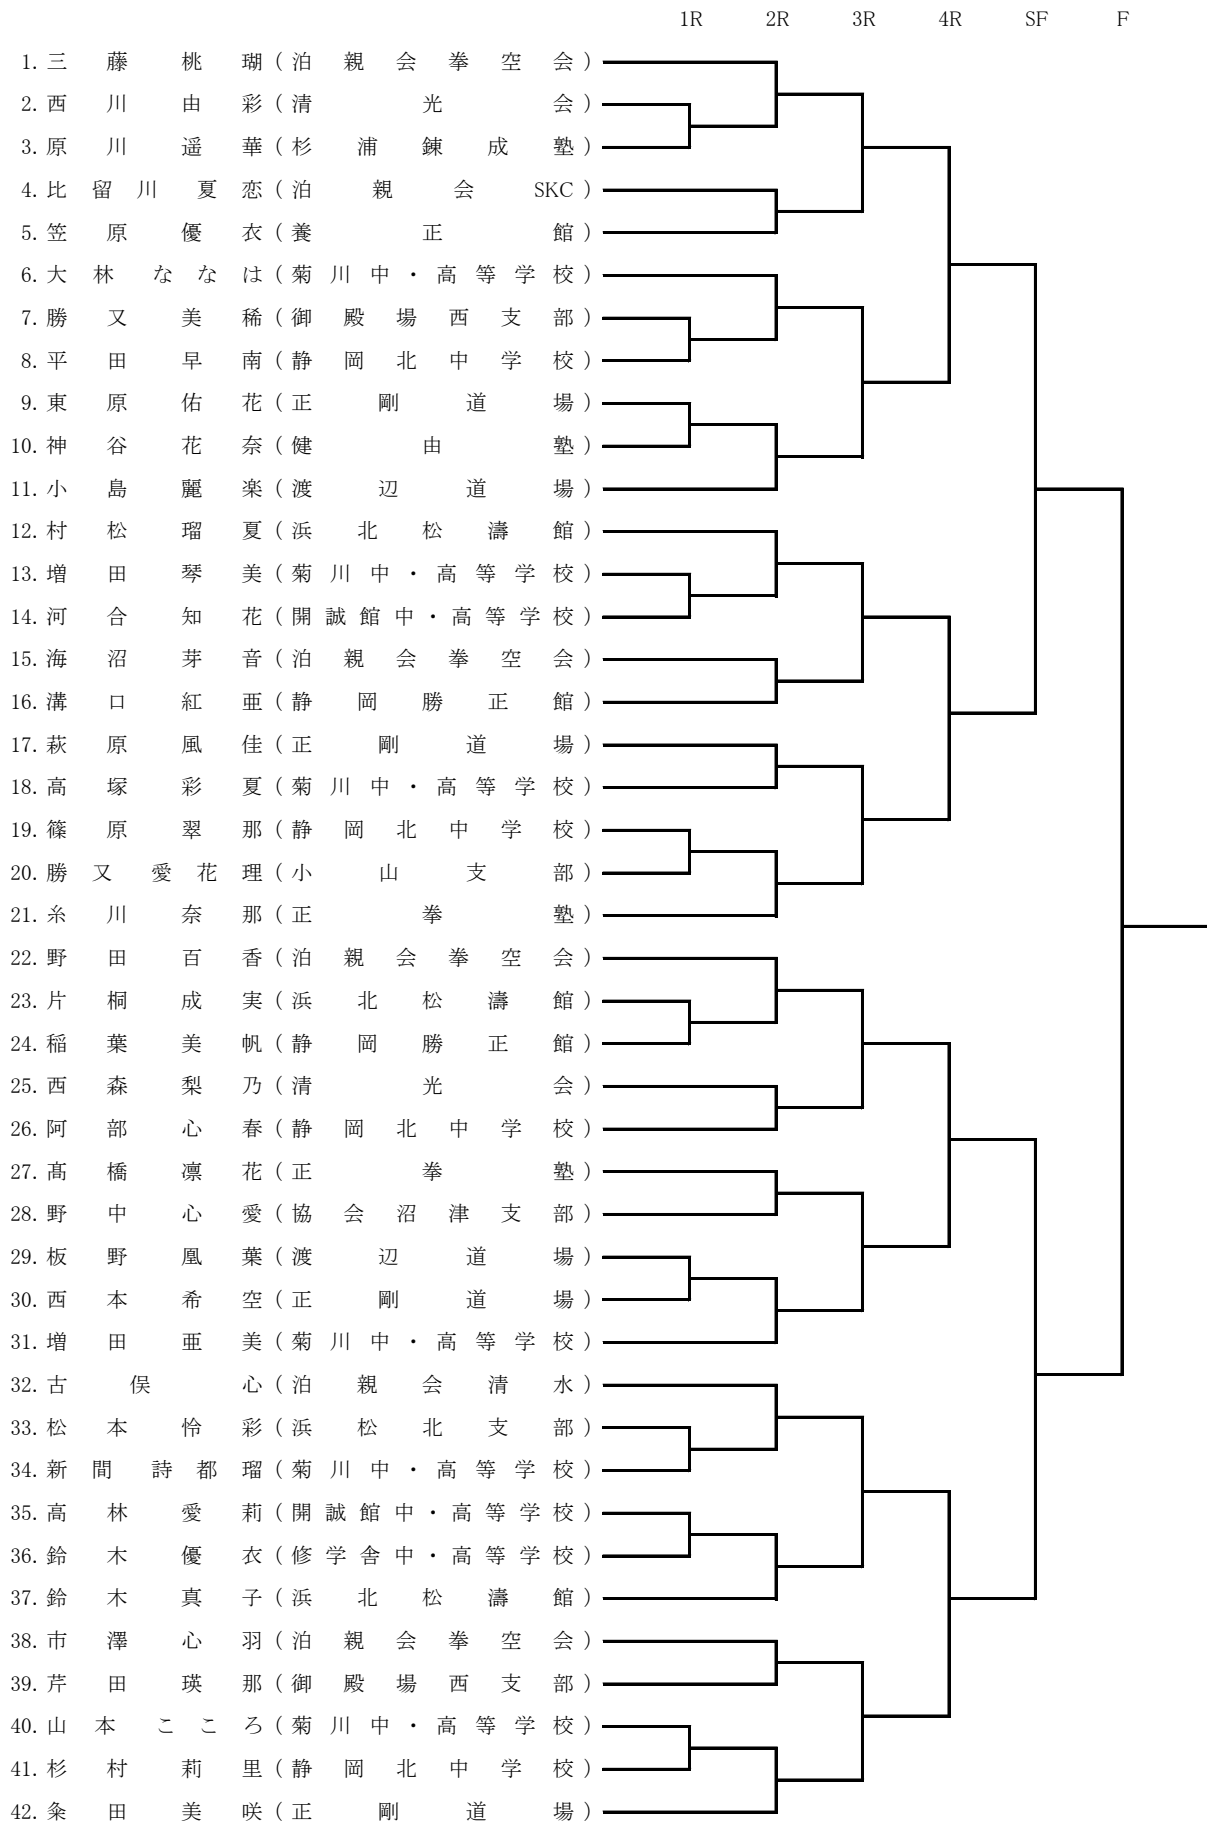 1R 2R 3R 4R SF F
1. 三藤桃瑚 (泊親会拳空会)
2. 西川由彩 (清光会)
3. 原川遥華 (杉浦錬成塾)
4. 比留川夏恋 (泊親会SKC)
5. 笠原優衣 (養正館)
6. 大林ななは (菊川中・高等学校)
7. 勝又美稀 (御殿場西支部)
8. 平田早南 (静岡北中学校)
9. 東原佑花 (正剛道場)
10. 神谷花奈 (健由塾)
11. 小島麗楽 (渡辺道場)
12. 村松瑠夏 (浜北松濤館)
13. 増田琴美 (菊川中・高等学校)
14. 河合知花 (開誠館中・高等学校)
15. 海沼芽音 (泊親会拳空会)
16. 溝口紅亜 (静岡勝正館)
17. 萩原風佳 (正剛道場)
18. 高塚彩夏 (菊川中・高等学校)
19. 篠原翠那 (静岡北中学校)
20. 勝又愛花理 (小山支部)
21. 糸川奈那 (正拳塾)
22. 野田百香 (泊親会拳空会)
23. 片桐成実 (浜北松濤館)
24. 稲葉美帆 (静岡勝正館)
25. 西森梨乃 (清光会)
26. 阿部心春 (静岡北中学校)
27. 髙橋凛花 (正拳塾)
28. 野中心愛 (協会沼津支部)
29. 板野凰葉 (渡辺道場)
30. 西本希空 (正剛道場)
31. 増田亜美 (菊川中・高等学校)
32. 古俣心 (泊親会清水)
33. 松本怜彩 (浜松北支部)
34. 新間詩都瑠 (菊川中・高等学校)
35. 高林愛莉 (開誠館中・高等学校)
36. 鈴木優衣 (修学舎中・高等学校)
37. 鈴木真子 (浜北松濤館)
38. 市澤心羽 (泊親会拳空会)
39. 芹田瑛那 (御殿場西支部)
40. 山本こころ (菊川中・高等学校)
41. 杉村莉里 (静岡北中学校)
42. 粂田美咲 (正剛道場)